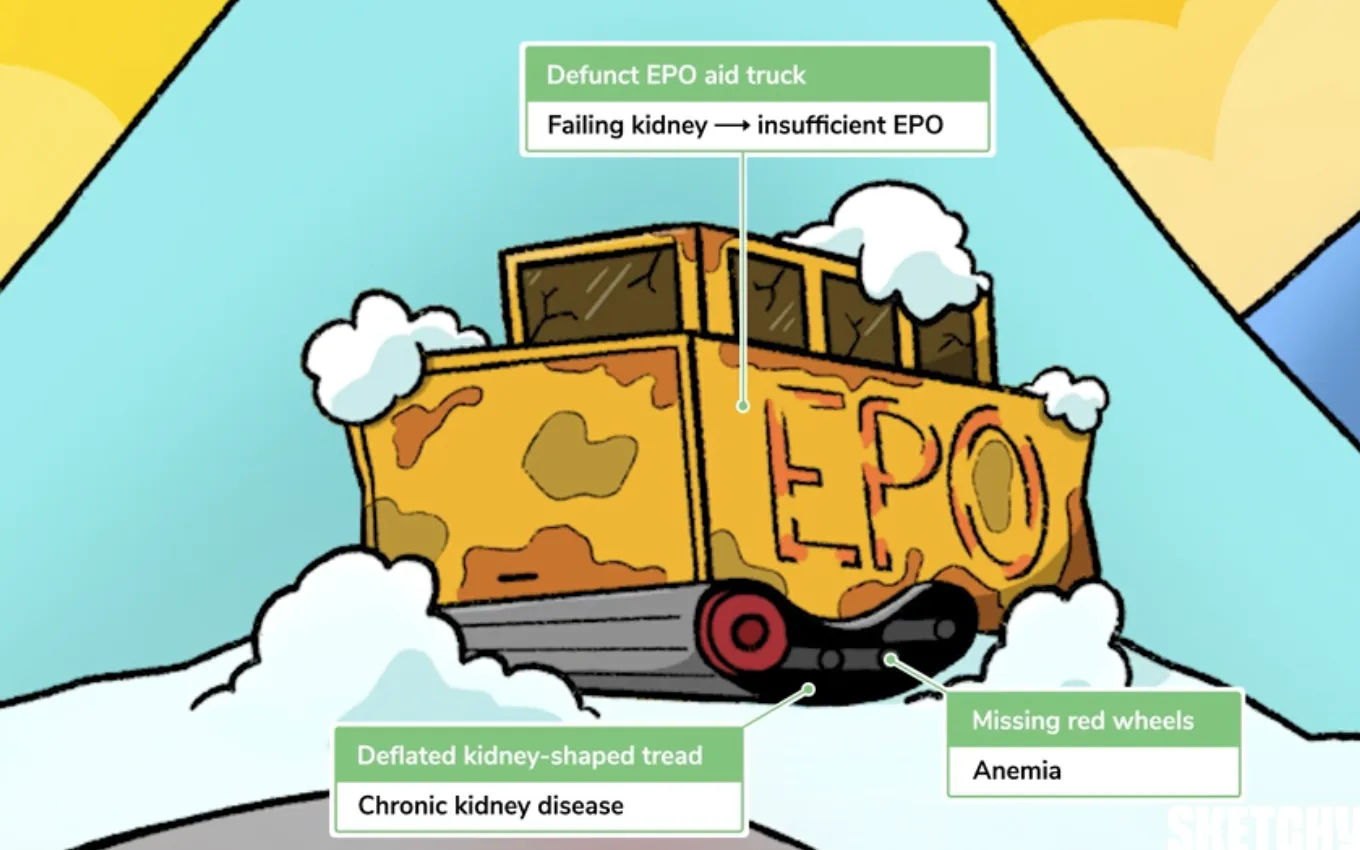 Defunct EPO aid truck
Failing kidney ⟶ insufficient EPO
EPO
Missing red wheels
Anemia
Deflated kidney-shaped tread
Chronic kidney disease
SKETCHY